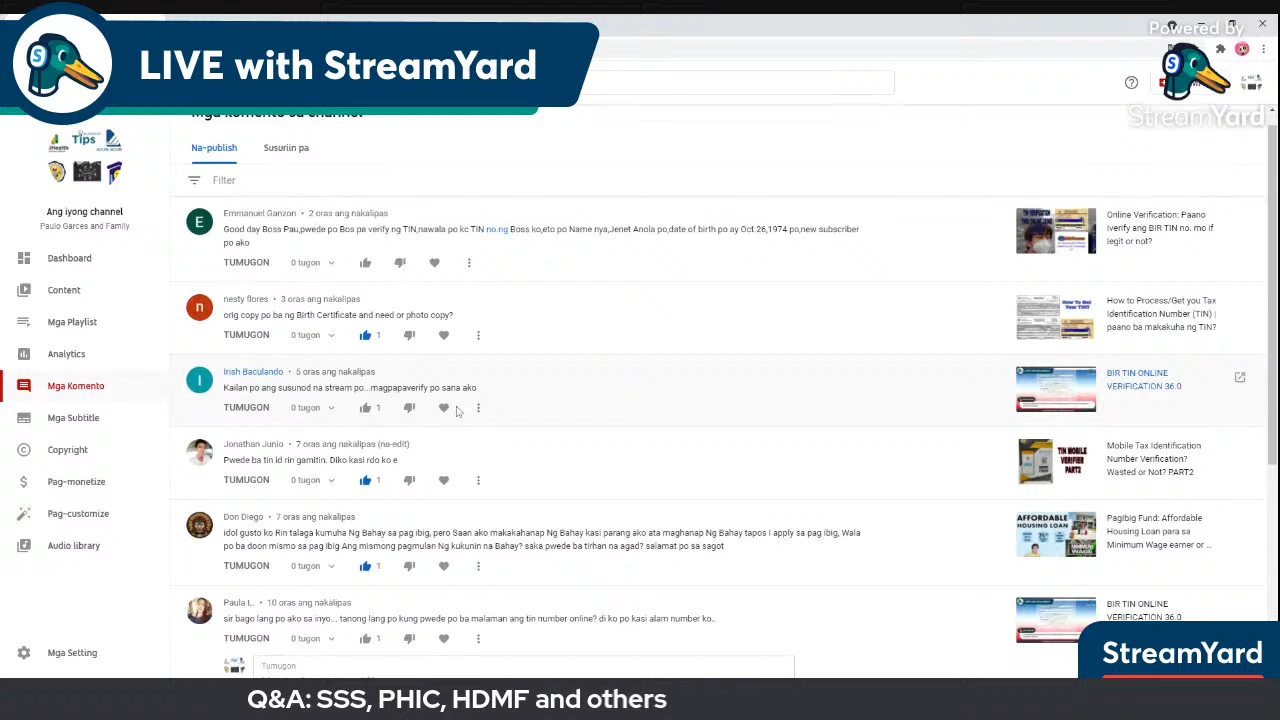 LIVE with StreamYard
Powered by
StreamYard
Mga komento sa channel
Na-publish
Susuriin pa
Filter
Tips
Ang iyong channel
Paulo Garces and Family
Dashboard
Content
Mga Playlist
Analytics
Mga Komento
Mga Subtitle
Copyright
Pag-monetize
Pag-customize
Audio library
Mga Setting
Emmanuel Ganzon • 2 oras ang nakalipas
Good day Boss Pau,pwede po Bos pe verify ng TIN,nawala po kc TIN no.ng Boss ko,eto po Name nya,Jenet Anola po,date of birth po ay Oct.26,1974 po,new subscriber
po ako
TUMUGON 0 tugon
Online Verification: Paano
Iverify ang BIR TIN no. mo if
legit or not?
nesty flores • 3 oras ang nakalipas
orig copy po ba ng Birth Certificate need or photo copy?
TUMUGON 0 tugon 1
How to Process/Get you Tax
Identification Number (TIN) |
paano ba makakuha ng TIN?
Irish Baculando • 5 oras ang nakalipas
Kailan po ang susunod na stream po...magpapaverify po sana ako
TUMUGON 0 tugon 1
BIR TIN ONLINE
VERIFICATION 36.0
Jonathan Junio • 7 oras ang nakalipas (na-edit)
Pwede ba tin id rin gamitin. Diko kasi dto ko e
TUMUGON 0 tugon 1
TIN MOBILE
VERIFIER
PART2
Mobile Tax Identification
Number Verification?
Wasted or Not? PART2
Don Diego • 7 oras ang nakalipas
idol gusto ko Rin talaga kumuha Ng Bahay sa pag ibig, pero Saan ako makakahanap Ng Bahay kasi parang ako ata maghanap Ng Bahay tapos I apply sa pag ibig, Wala
po ba doon mismo sa pag ibig Ang mismong pagmulan Ng Kukunin na Bahay? saka pwede ba tirhan na agad? salamat po sa sagot
TUMUGON 0 tugon 1
AFFORDABLE
HOUSING LOAN
Pagibig Fund: Affordable
Housing Loan para sa
Minimum Wage earner or ...
Paula L. • 10 oras ang nakalipas
sir bago lang po ako sa inyo... tanong lang po kung pwede po ba malaman ang tin number online? di ko po kasi alam number ko..
TUMUGON 0 tugon 1
BIR TIN ONLINE
VERIFICATION 36.0
Tumugon
StreamYard
Q&A: SSS, PHIC, HDMF and others